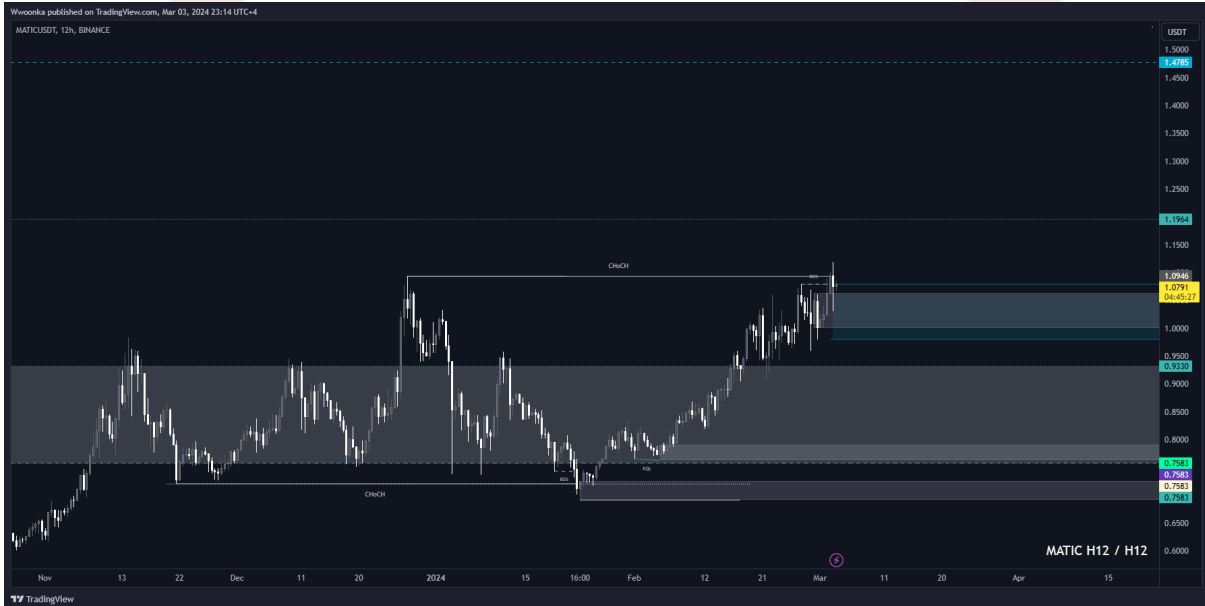 Wwoonka published on TradingView.com, Mar 03, 2024 23:14 UTC+4
MATICUSDT, 12h, BINANCE
USDT
1.5000
1.4785
1.4500
1.4000
1.3500
1.3000
1.2500
1.1964
1.1500
CHoCH
BOS
1.0946
1.0791
04:45:27
1.0000
0.9500
0.9330
0.9000
0.8500
0.8000
EQL
0.7583
BOS
0.7583
CHoCH
0.7583
0.7583
0.6500
MATIC H12 / H12
0.6000
Nov 13 22 Dec 11 20 2024 15 16:00 Feb 12 21 Mar 11 20 Apr 15
TradingView